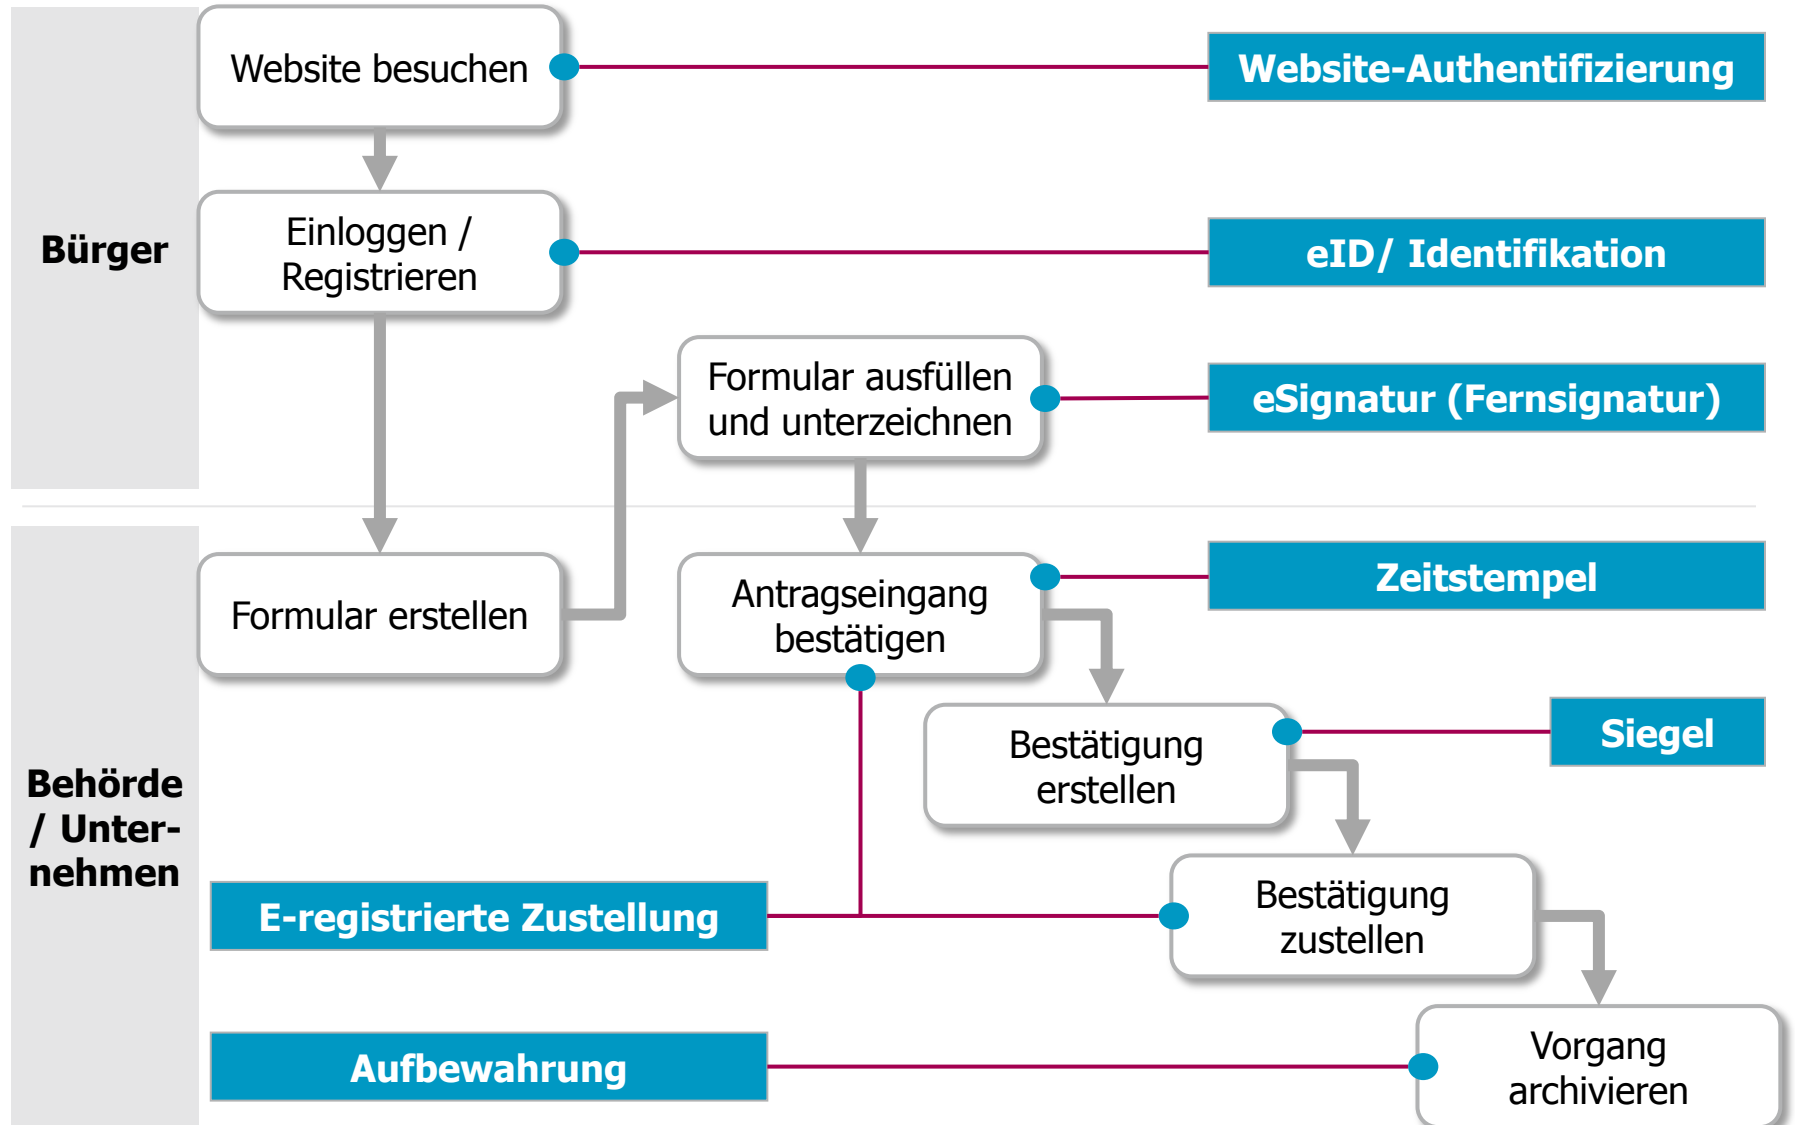 Website besuchen
Website-Authentifizierung
Bürger
Einloggen /
Registrieren
eID/ Identifikation
Formular ausfüllen
und unterzeichnen
eSignatur (Fernsignatur)
Behörde
/ Unter-
nehmen
Formular erstellen
Antragseingang
bestätigen
Zeitstempel
Bestätigung
erstellen
Siegel
E-registrierte Zustellung
Bestätigung
zustellen
Aufbewahrung
Vorgang
archivieren